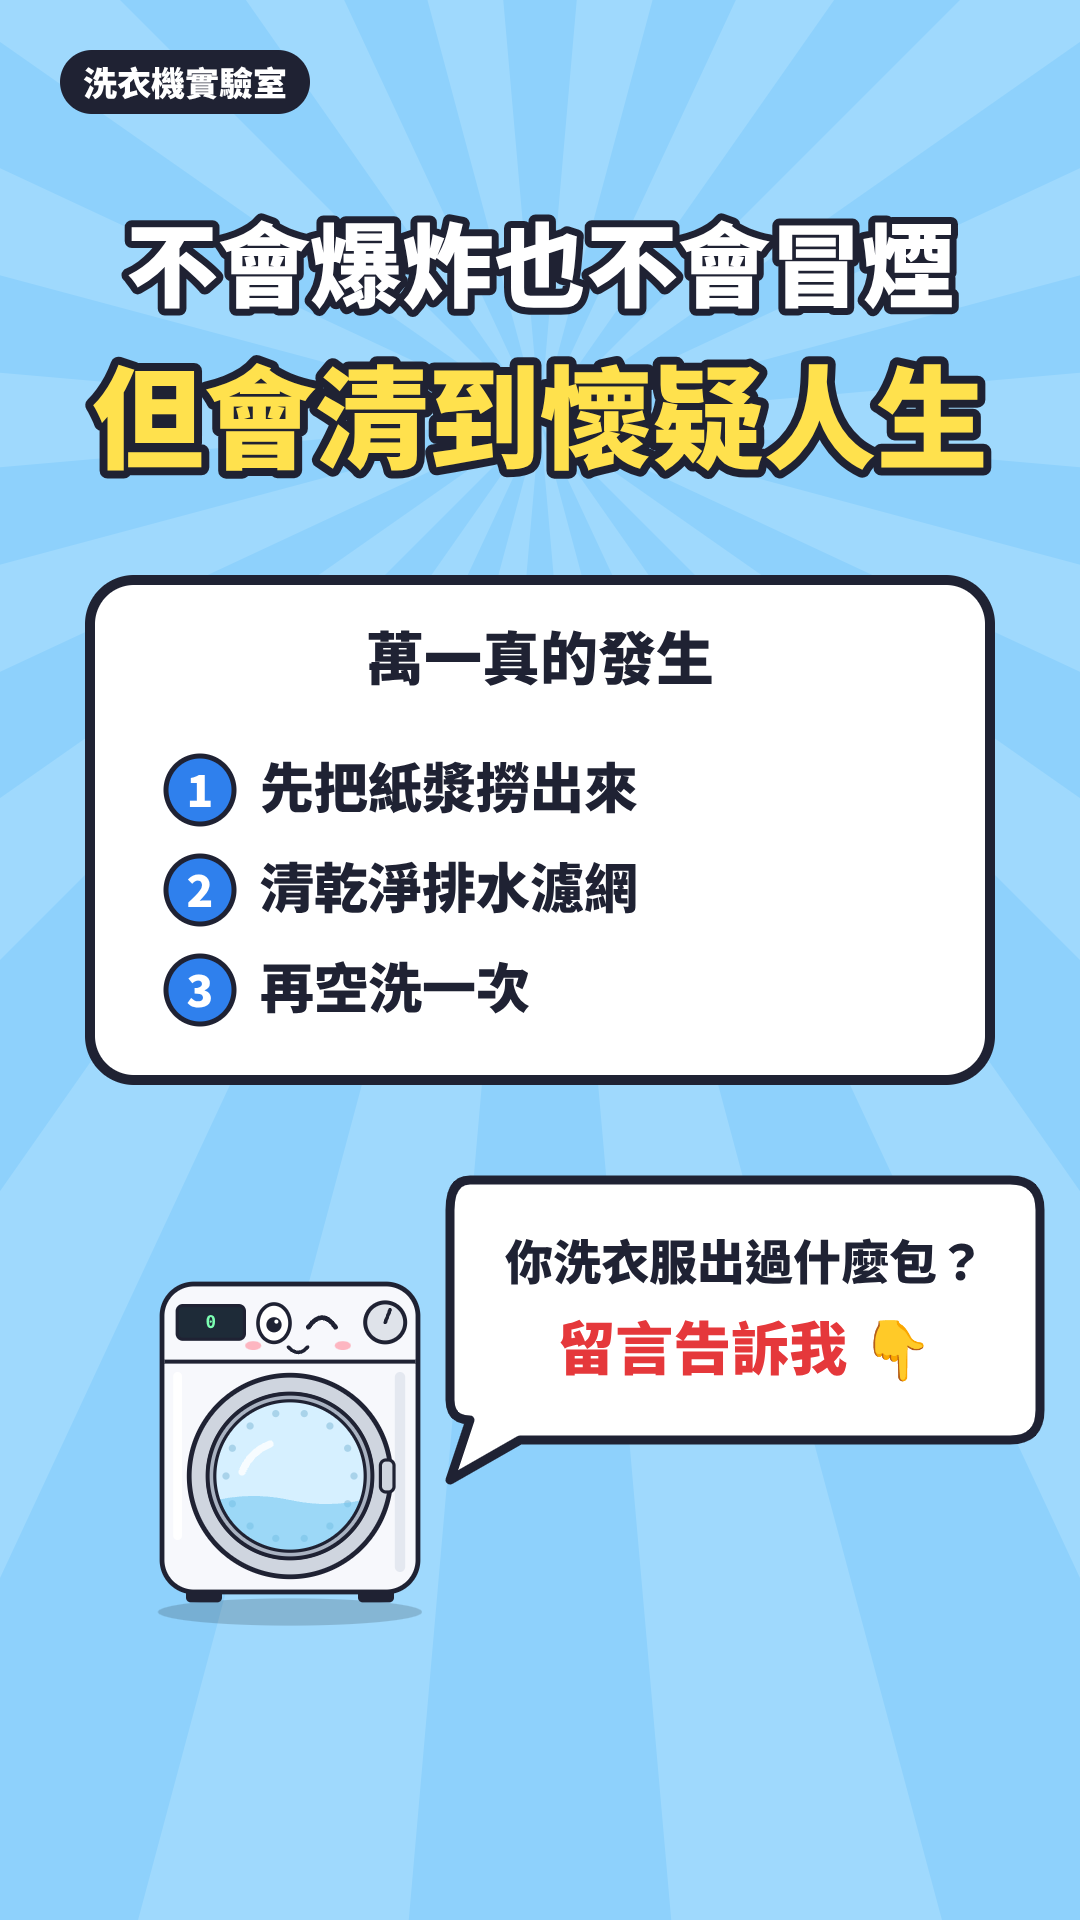 洗衣機實驗室
不會爆炸也不會冒煙
但會清到懷疑人生
萬一真的發生
1 先把紙漿撈出來
2 清乾淨排水濾網
3 再空洗一次
你洗衣服出過什麼包？
留言告訴我 👇
0